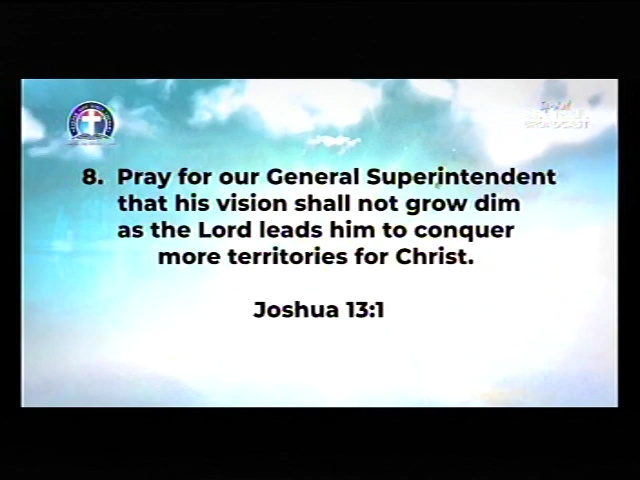 8. Pray for our General Superintendent
that his vision shall not grow dim
as the Lord leads him to conquer
more territories for Christ.
Joshua 13:1
BROADCAST